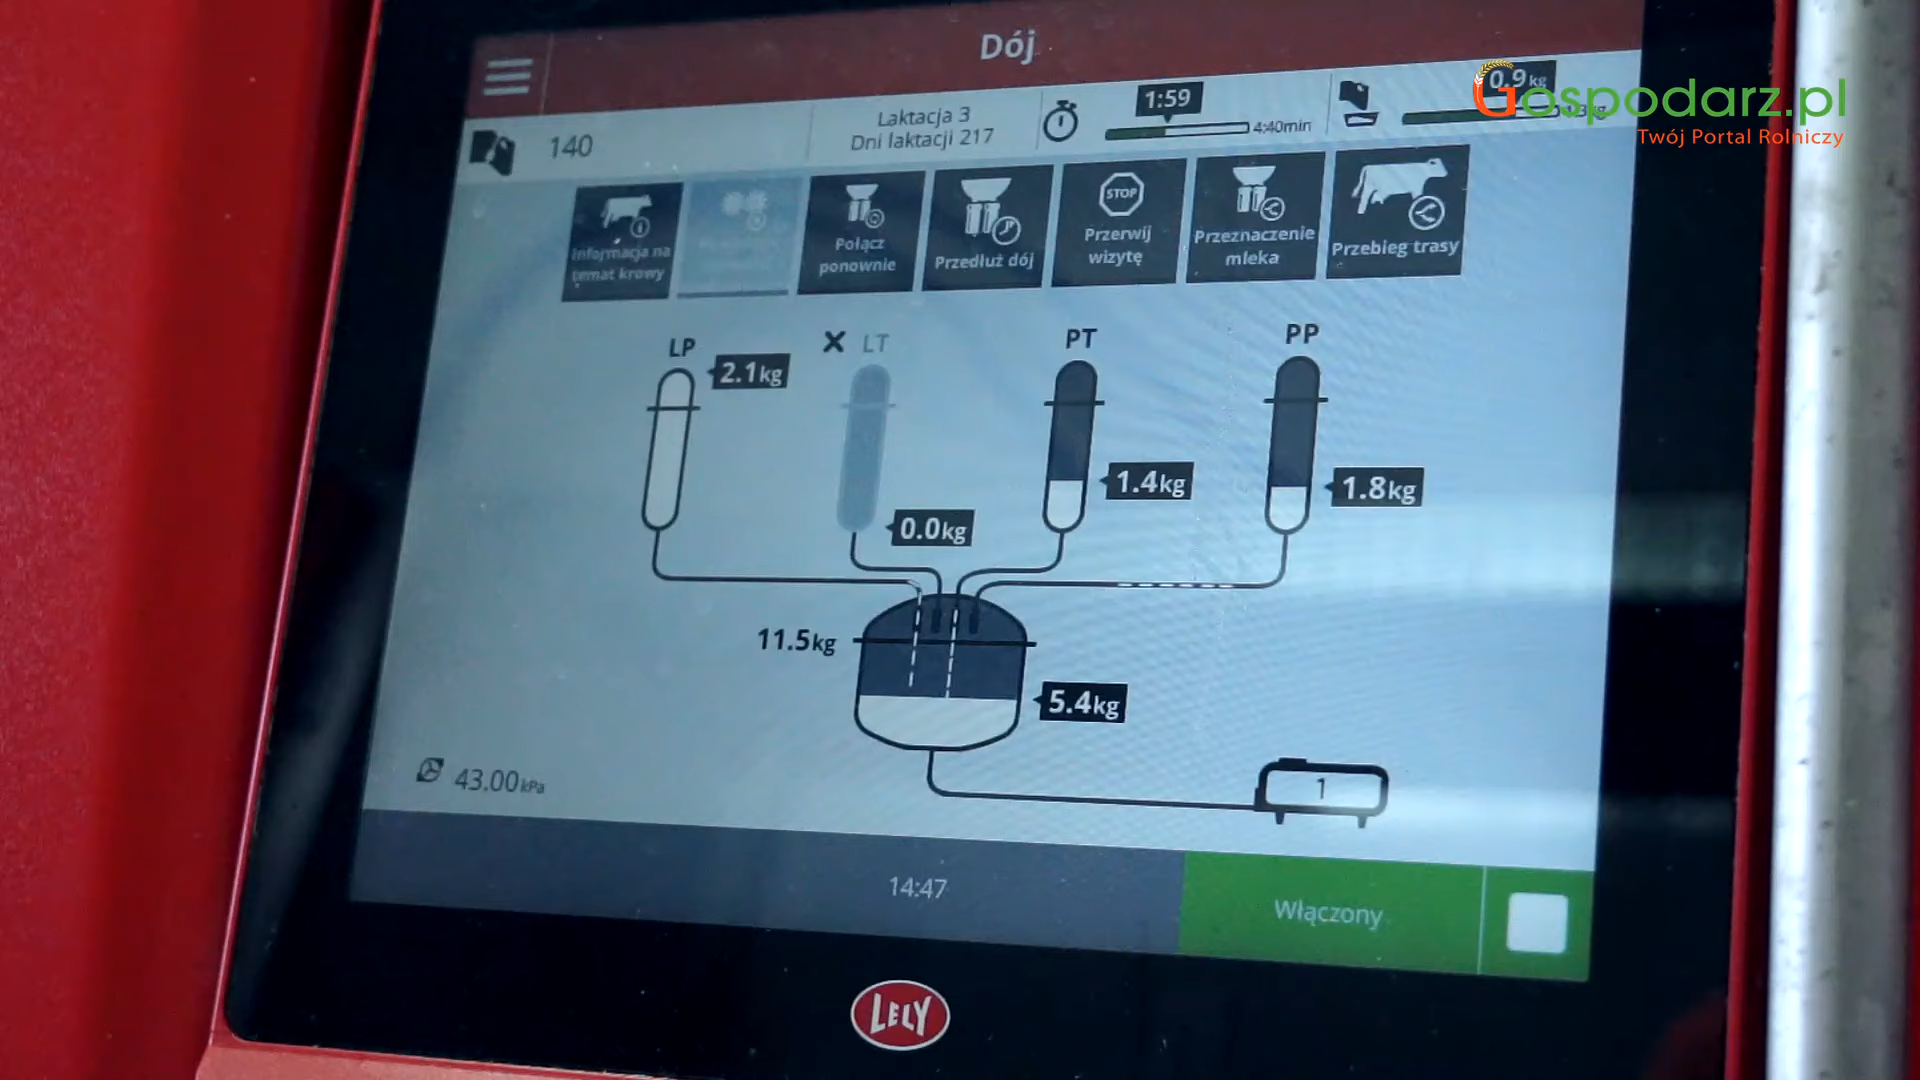 Dój
0.9kg
Gospodarz.pl
Twój Portal Rolniczy
140
Laktacja 3
Dni laktacji 217
1:59
4:40min
Informacja na
temat krowy
Połącz
ponownie
Przedłuż dój
STOP
Przerwij
wizytę
Przeznaczenie
mleka
Przebieg trasy
LP
2.1kg
X LT
0.0kg
PT
1.4kg
PP
1.8kg
11.5kg
5.4kg
43.00kPa
1
14:47
Włączony
LELY